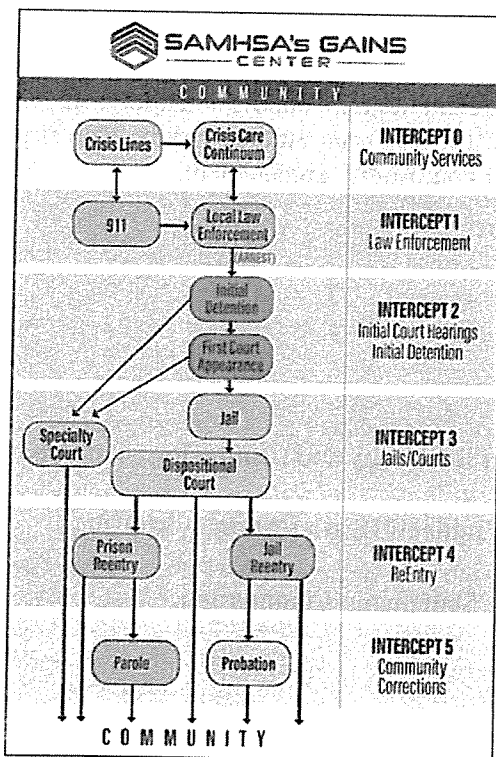 SAMHSA's GAINS
CENTER
COMMUNITY
Crisis Lines
Crisis Care
Continuum
INTERCEPT 0
Community Services
911
Local Law
Enforcement
INTERCEPT 1
Law Enforcement
(ARREST)
Initial
Detention
First Court
Appearance
INTERCEPT 2
Initial Court Hearings
Initial Detention
Jail
Specialty
Court
Dispositional
Court
INTERCEPT 3
Jails/Courts
Prison
Reentry
Jail
Reentry
INTERCEPT 4
ReEntry
Parole
Probation
INTERCEPT 5
Community
Corrections
COMMUNITY